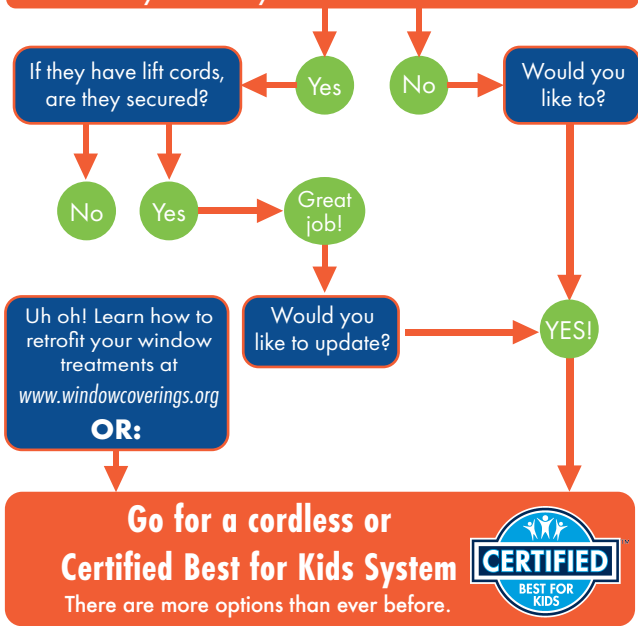 If they have lift cords,
are they secured?
Yes
No
Would you
like to?
No
Yes
Great
job!
Uh oh! Learn how to
retrofit your window
treatments at
www.windowcoverings.org
OR:
Would you
like to update?
YES!
Go for a cordless or
Certified Best for Kids System
There are more options than ever before.
CERTIFIED
BEST FOR
KIDS
™